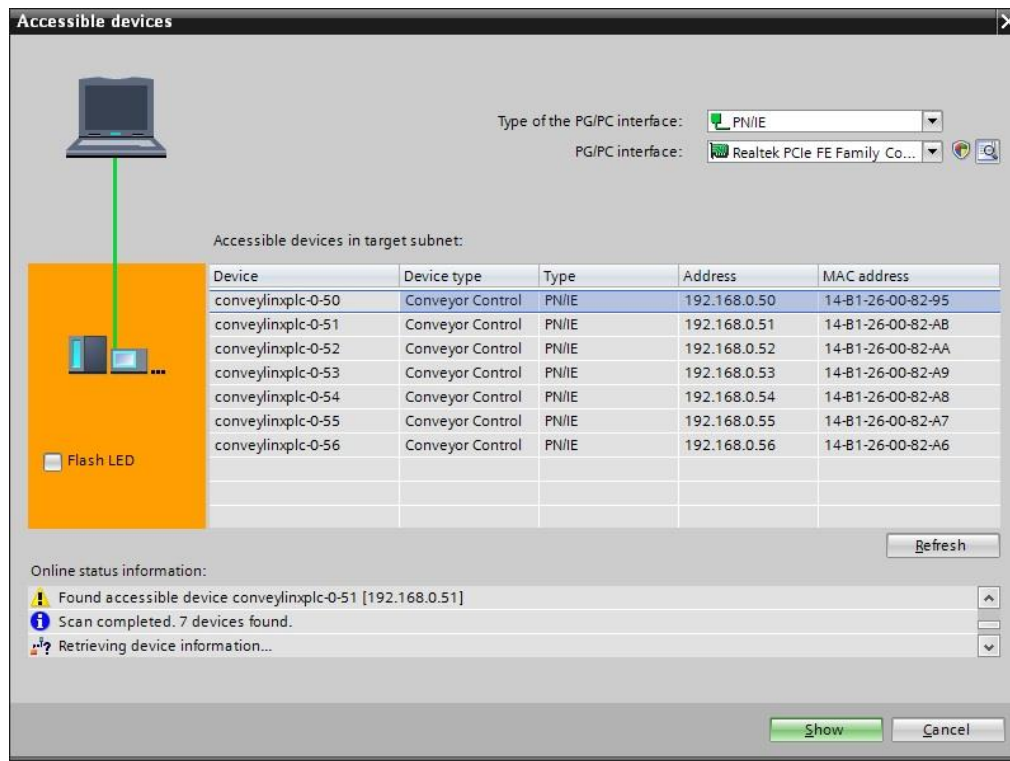 Accessible devices
Type of the PG/PC interface: PN/IE
PG/PC interface: Realtek PCIe FE Family Co...
Accessible devices in target subnet:
Device Device type Type Address MAC address
conveylinxplc-0-50 Conveyor Control PN/IE 192.168.0.50 14-B1-26-00-82-95
conveylinxplc-0-51 Conveyor Control PN/IE 192.168.0.51 14-B1-26-00-82-AB
conveylinxplc-0-52 Conveyor Control PN/IE 192.168.0.52 14-B1-26-00-82-AA
conveylinxplc-0-53 Conveyor Control PN/IE 192.168.0.53 14-B1-26-00-82-A9
conveylinxplc-0-54 Conveyor Control PN/IE 192.168.0.54 14-B1-26-00-82-A8
conveylinxplc-0-55 Conveyor Control PN/IE 192.168.0.55 14-B1-26-00-82-A7
conveylinxplc-0-56 Conveyor Control PN/IE 192.168.0.56 14-B1-26-00-82-A6
Flash LED
Refresh
Online status information:
Found accessible device conveylinxplc-0-51 [192.168.0.51]
Scan completed. 7 devices found.
Retrieving device information...
Show Cancel